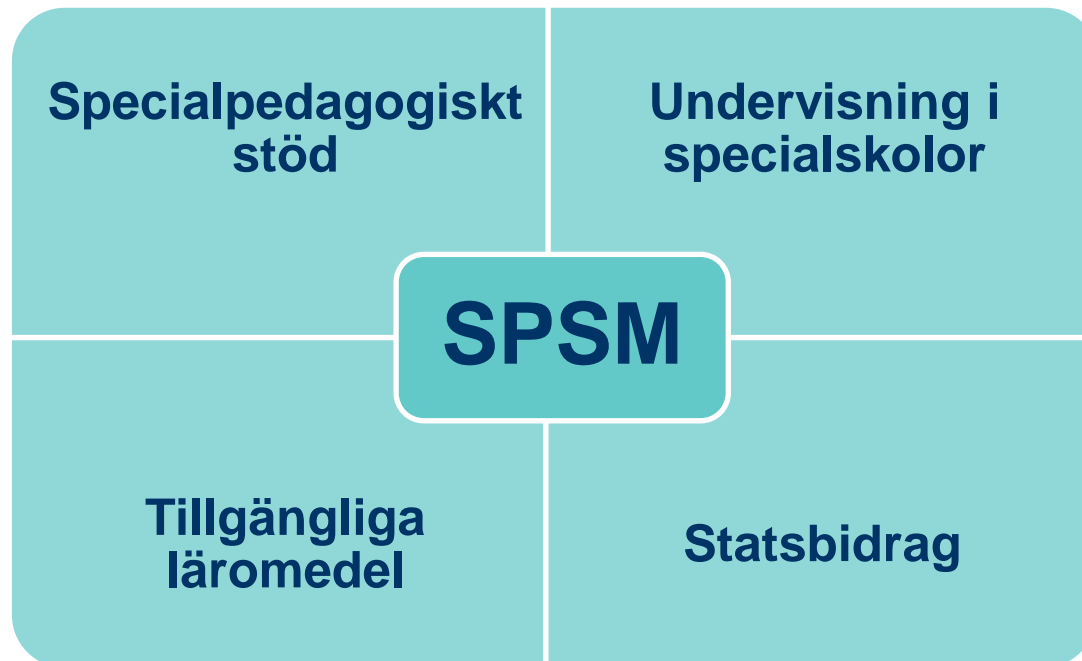 Specialpedagogiskt
stöd
Undervisning i
specialskolor
SPSM
Tillgängliga
läromedel
Statsbidrag